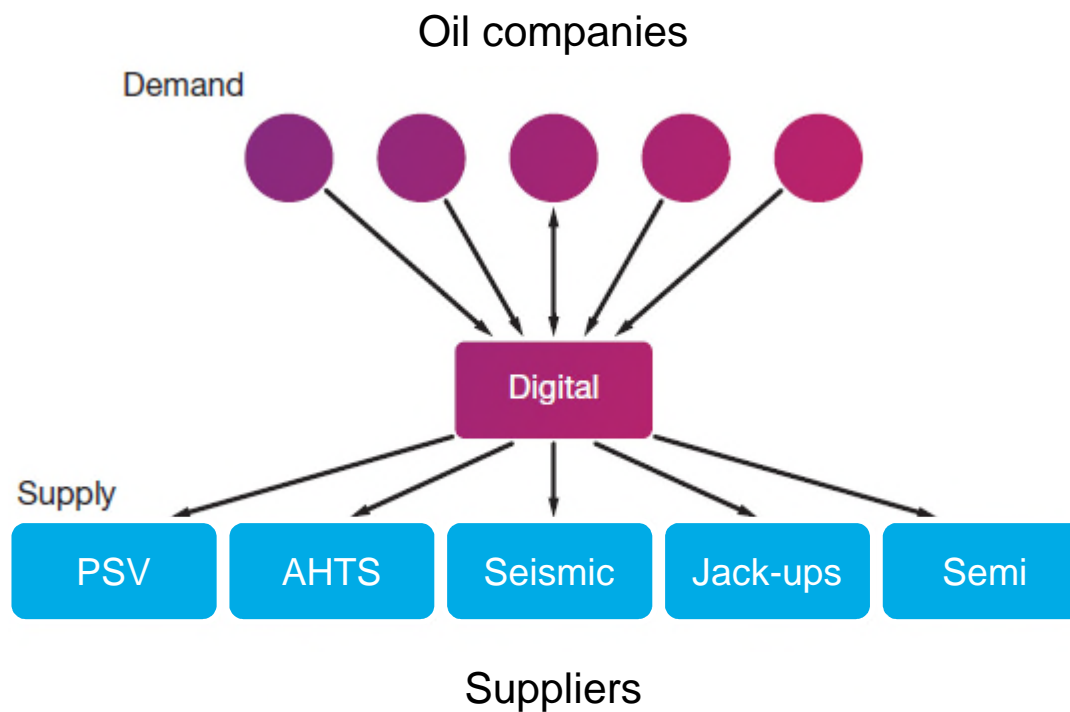 Oil companies
Demand
Digital
Supply
PSV
AHTS
Seismic
Jack-ups
Semi
Suppliers